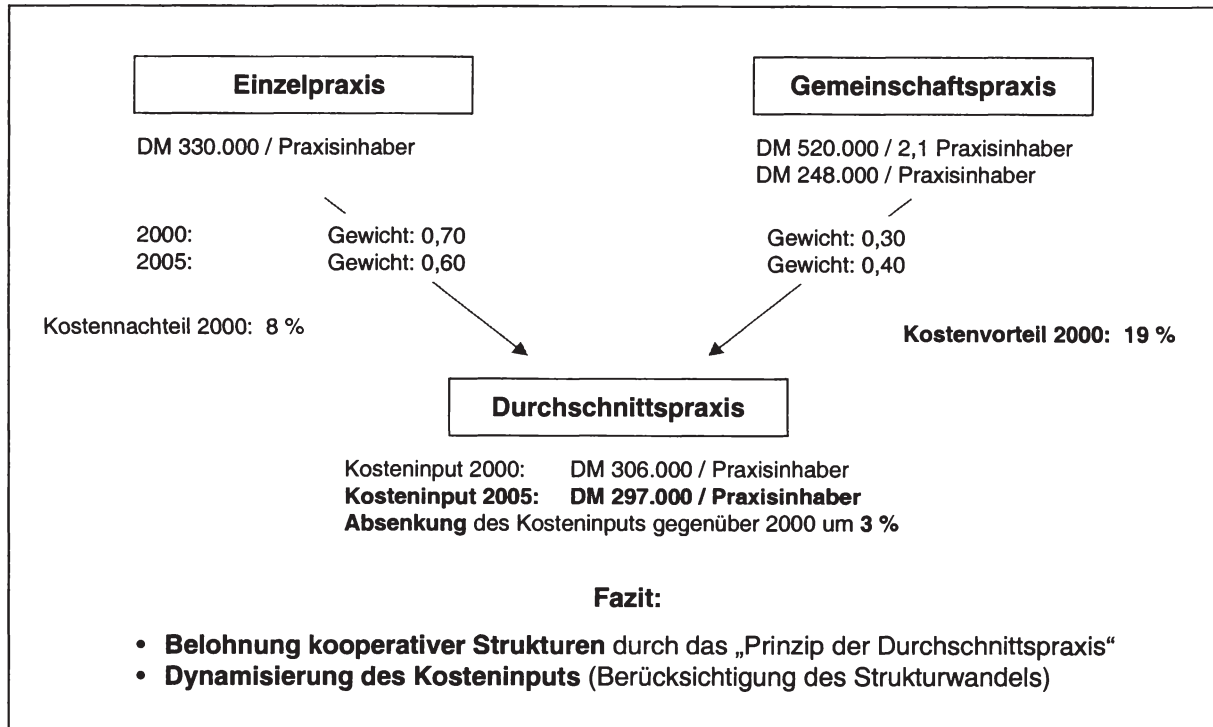 Einzelpraxis
DM 330.000 / Praxisinhaber
Gemeinschaftspraxis
DM 520.000 / 2,1 Praxisinhaber
DM 248.000 / Praxisinhaber
2000: Gewicht: 0,70
2005: Gewicht: 0,60
Gewicht: 0,30
Gewicht: 0,40
Kostennachteil 2000: 8 %
Kostenvorteil 2000: 19 %
Durchschnittspraxis
Kosteninput 2000: DM 306.000 / Praxisinhaber
Kosteninput 2005: DM 297.000 / Praxisinhaber
Absenkung des Kosteninputs gegenüber 2000 um 3 %
Fazit:
• Belohnung kooperativer Strukturen durch das „Prinzip der Durchschnittspraxis“
• Dynamisierung des Kosteninputs (Berücksichtigung des Strukturwandels)